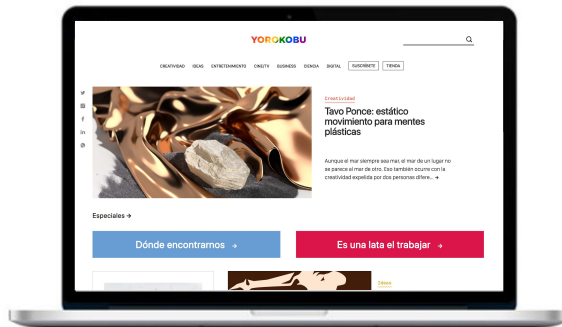 YOROKOBU
CREATIVIDAD IDEAS ENTRETENIMIENTO CINE/TV BUSINESS CIENCIA DIGITAL SUSCRÍBETE TIENDA
Creatividad
Tavo Ponce: estático
movimiento para mentes
plásticas
Aunque el mar siempre sea mar, el mar de un lugar no
se parece al mar de otro. Eso también ocurre con la
creatividad expelida por dos personas difere... →
Especiales →
Dónde encontrarnos →
Es una lata el trabajar →
Ideas